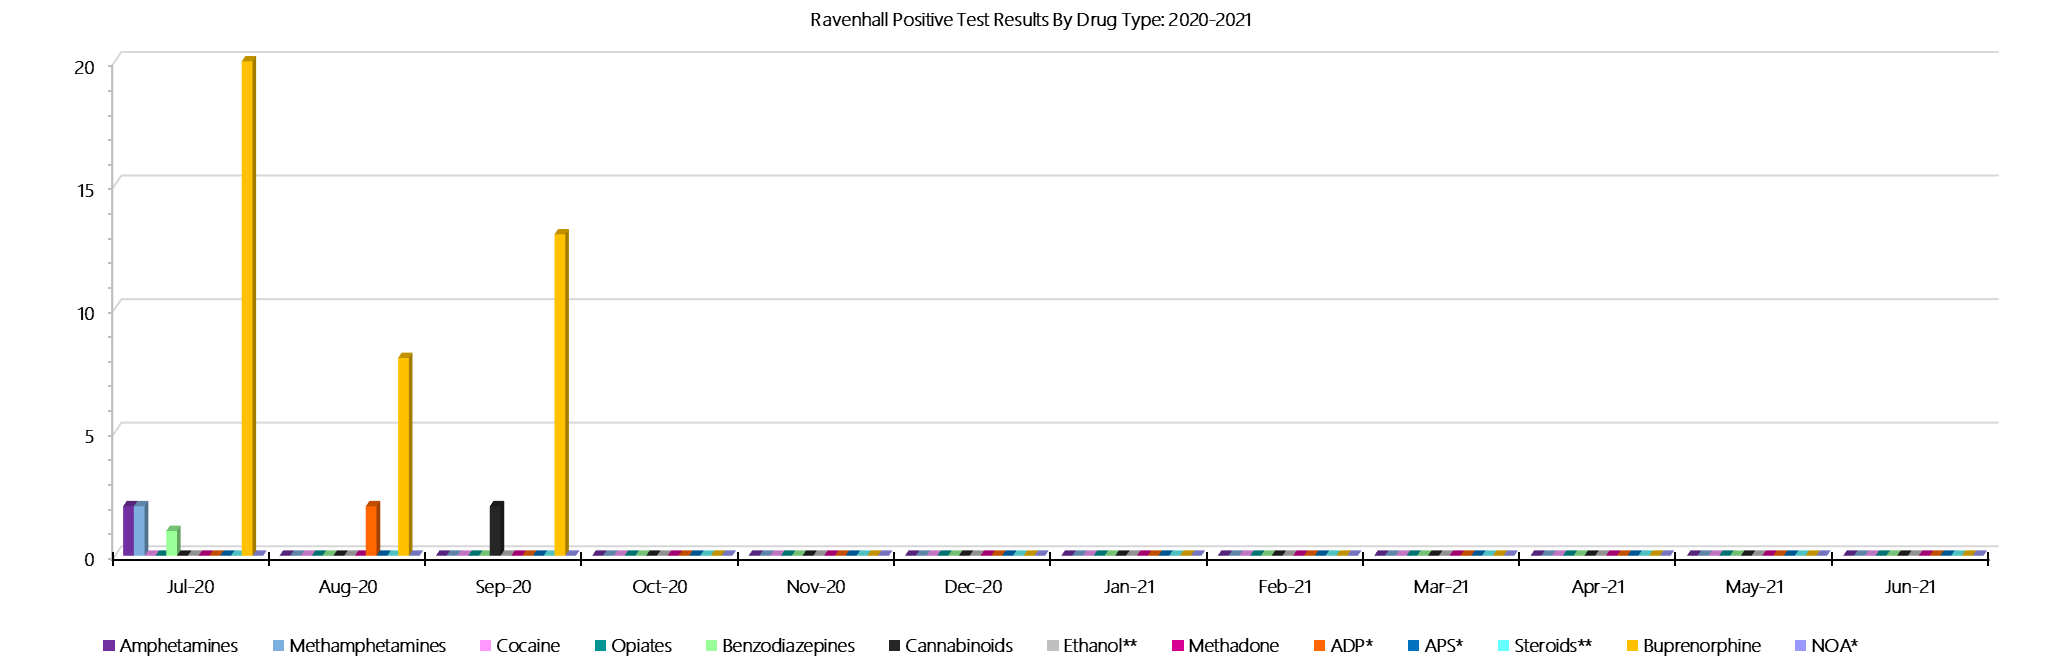 Ravenhall Positive Test Results By Drug Type: 2020-2021
20
15
10
5
0
Jul-20 Aug-20 Sep-20 Oct-20 Nov-20 Dec-20 Jan-21 Feb-21 Mar-21 Apr-21 May-21 Jun-21
Amphetamines Methamphetamines Cocaine Opiates Benzodiazepines Cannabinoids Ethanol** Methadone ADP* APS* Steroids** Buprenorphine NOA*